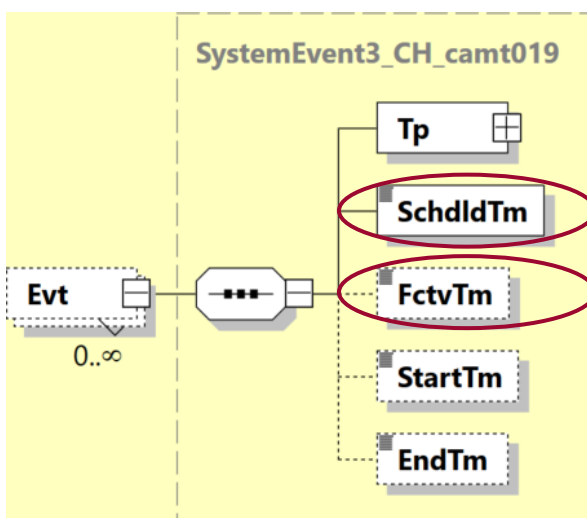 SystemEvent3_CH_camt019
Tp
SchdldTm
Evt
0..∞
FctvTm
StartTm
EndTm